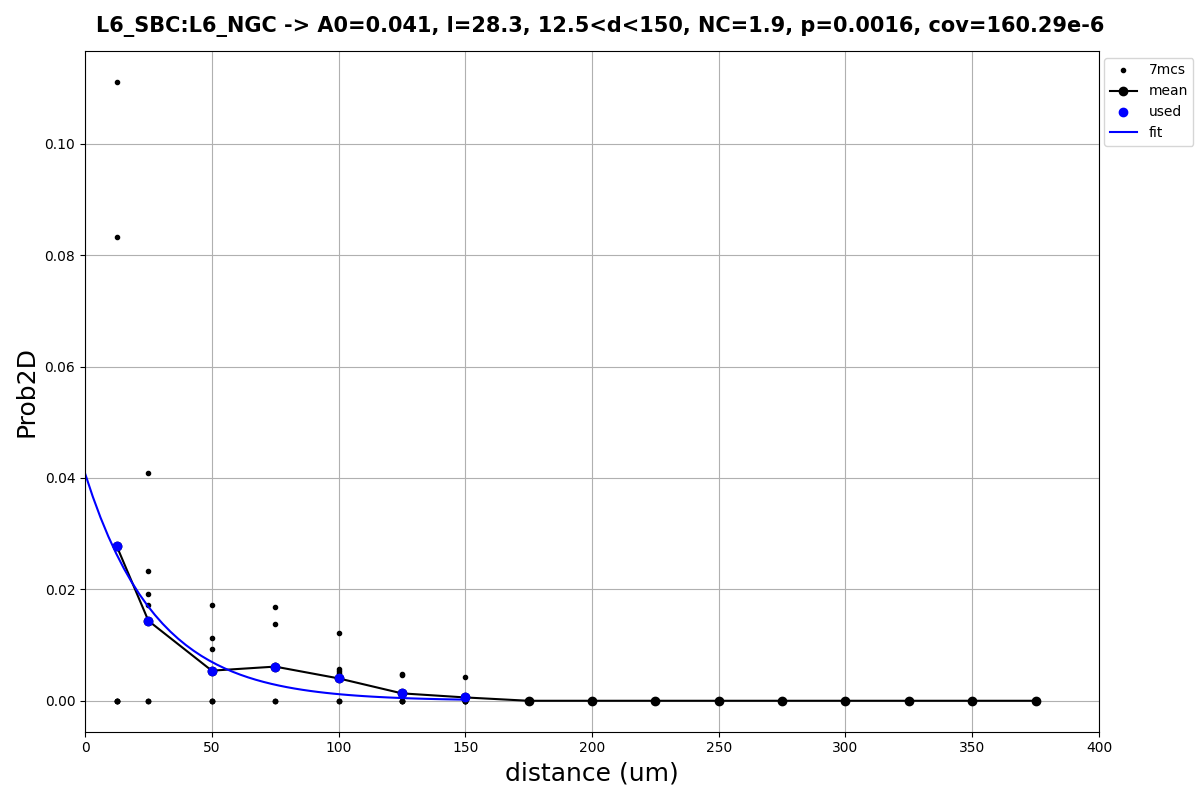 L6_SBC:L6_NGC -> A0=0.041, l=28.3, 12.5<d<150, NC=1.9, p=0.0016, cov=160.29e-6
7mcs
mean
used
fit
0.10
0.08
0.06
0.04
0.02
0.00
Prob2D
0 50 100 150 200 250 300 350 400
distance (um)